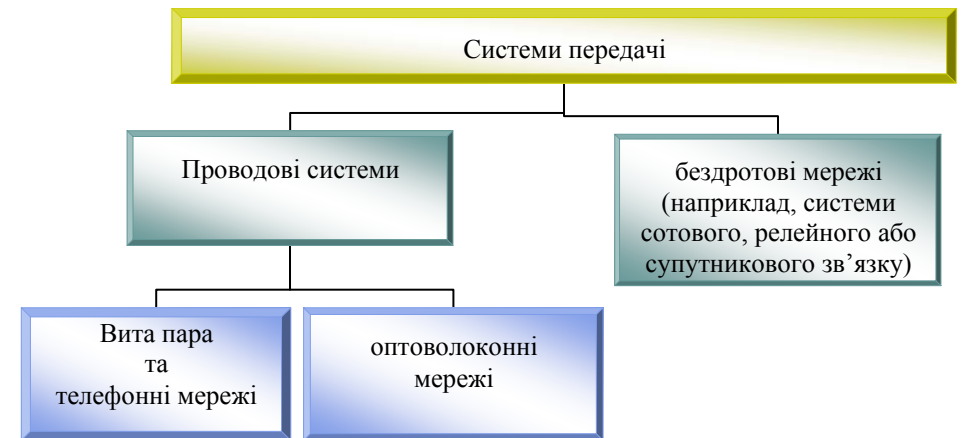 Системи передачі
Проводові системи
бездротові мережі
(наприклад, системи
сотового, релейного або
супутникового зв’язку)
Вита пара
та
телефонні мережі
оптоволоконні
мережі